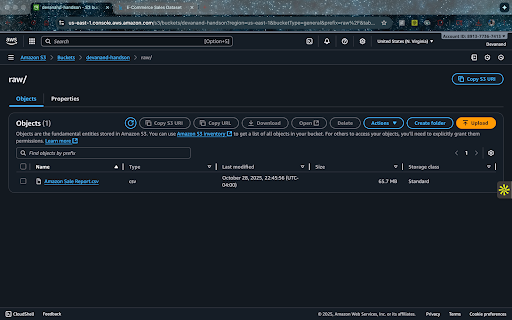 devanand-handson - S3 buc
E-Commerce Sales Dataset
us-east-1.console.aws.amazon.com/s3/buckets/devanand-handson?region=us-east-1&bucketType=general&prefix=raw%2F&tab...
aws
Search
[Option+S]
United States (N. Virginia)
Devanand
Amazon S3 > Buckets > devanand-handson > raw/
raw/
Copy S3 URI
Objects
Properties
Objects (1)
Copy S3 URI
Copy URL
Download
Open
Delete
Actions
Create folder
Upload
Objects are the fundamental entities stored in Amazon S3. You can use Amazon S3 inventory to get a list of all objects in your bucket. For others to access your objects, you'll need to explicitly grant them
permissions. Learn more
Find objects by prefix
< 1 >
Name
Type
Last modified
Size
Storage class
Amazon Sale Report.csv
csv
October 28, 2025, 22:45:56 (UTC-
04:00)
65.7 MB
Standard
CloudShell
Feedback
© 2025, Amazon Web Services, Inc. or its affiliates.
Privacy
Terms
Cookie preferences